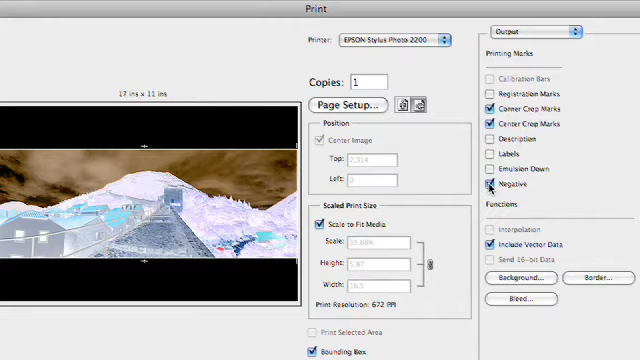 Print
Printer: EPSON Stylus Photo 2200
Output
Printing Marks
17 ins x 11 ins
Copies: 1
Page Setup...
Calibration Bars
Registration Marks
Corner Crop Marks
Center Crop Marks
Description
Labels
Emulsion Down
Negative
Position
Center Image
Top: 2.314
Left: 0
Functions
Scaled Print Size
Scale to Fit Media
Scale: 35.68%
Height: 5.87
Width: 16.5
Print Resolution: 672 PPI
Interpolation
Include Vector Data
Send 16-bit Data
Background...
Border...
Bleed...
Print Selected Area
Bounding Box